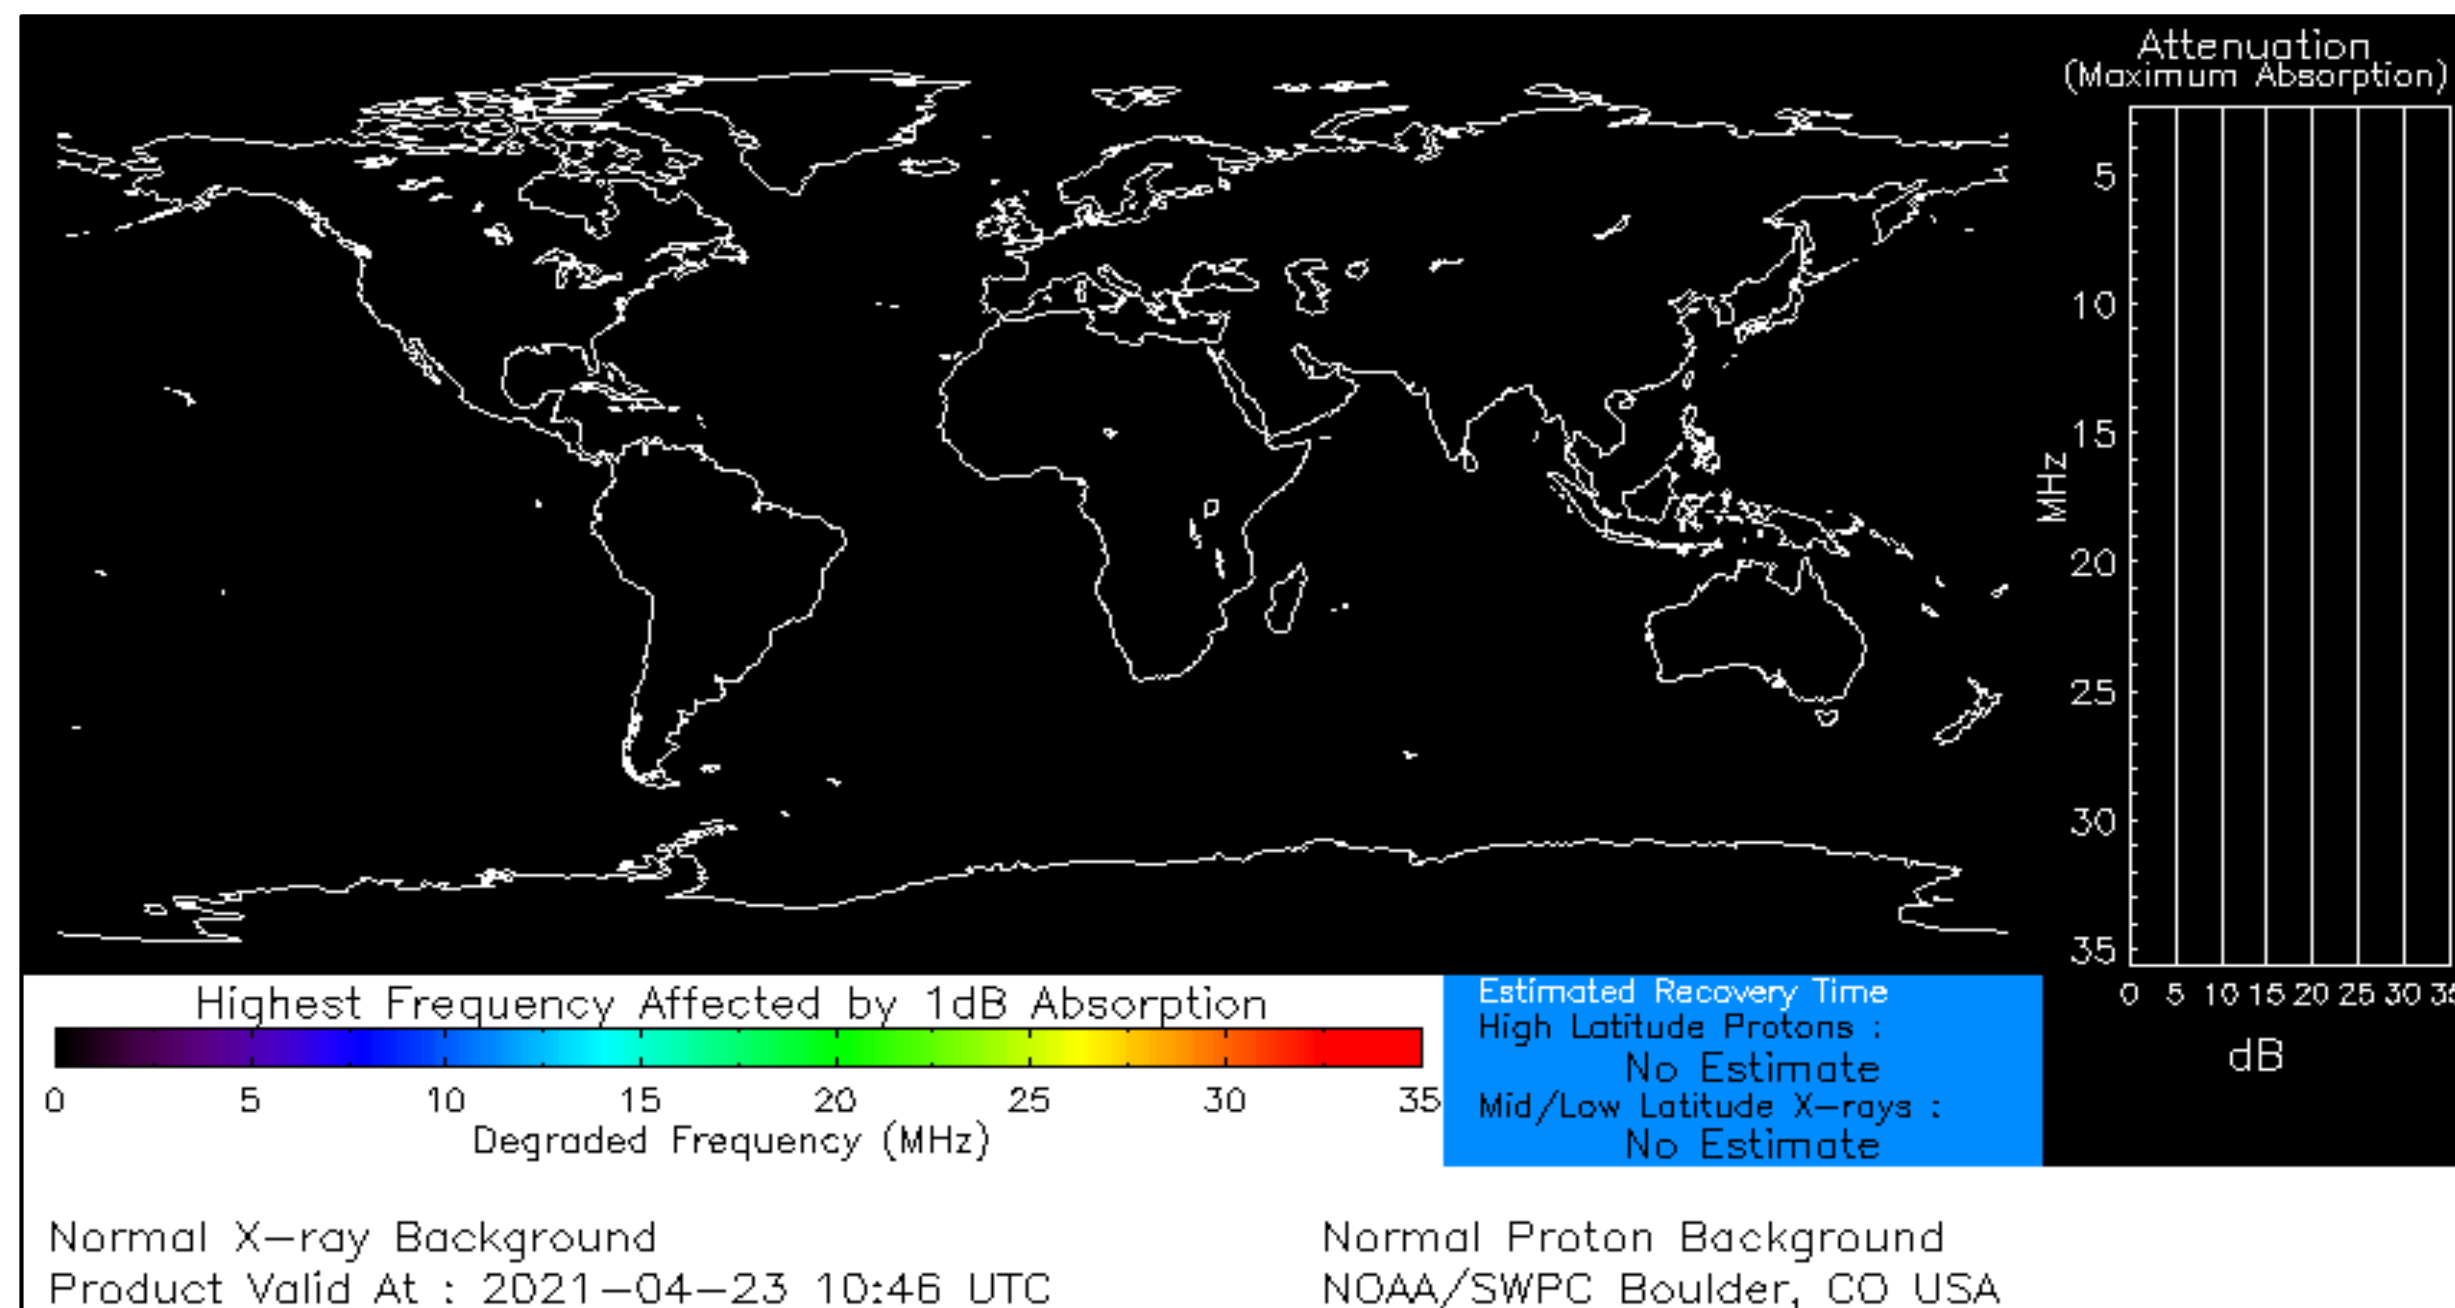 Attenuation
(Maximum Absorption)
5
10
15
20
25
30
35
MHz
0 5 10 15 20 25 30
dB
Highest Frequency Affected by 1dB Absorption
0 5 10 15 20 25 30 35
Degraded Frequency (MHz)
Estimated Recovery Time
High Latitude Protons :
No Estimate
Mid/Low Latitude X-rays :
No Estimate
Normal X-ray Background
Normal Proton Background
Product Valid At : 2021-04-23 10:46 UTC
NOAA/SWPC Boulder, CO USA